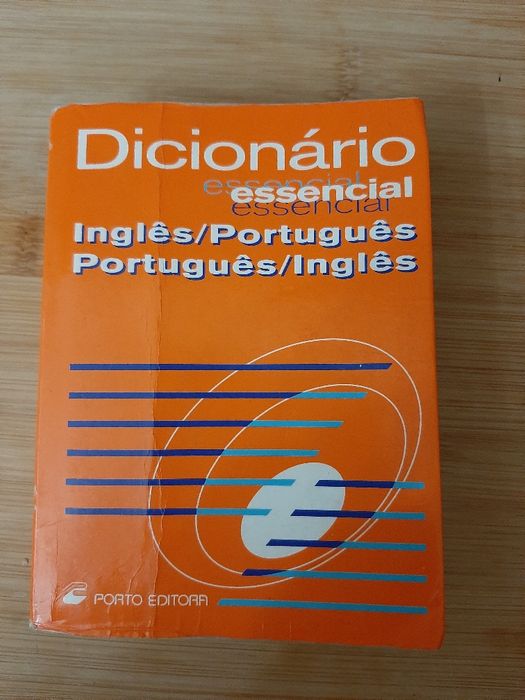 Dicionário
essencial
essencial
essencial
Inglês/Português
Português/Inglês
PORTO EDITORA